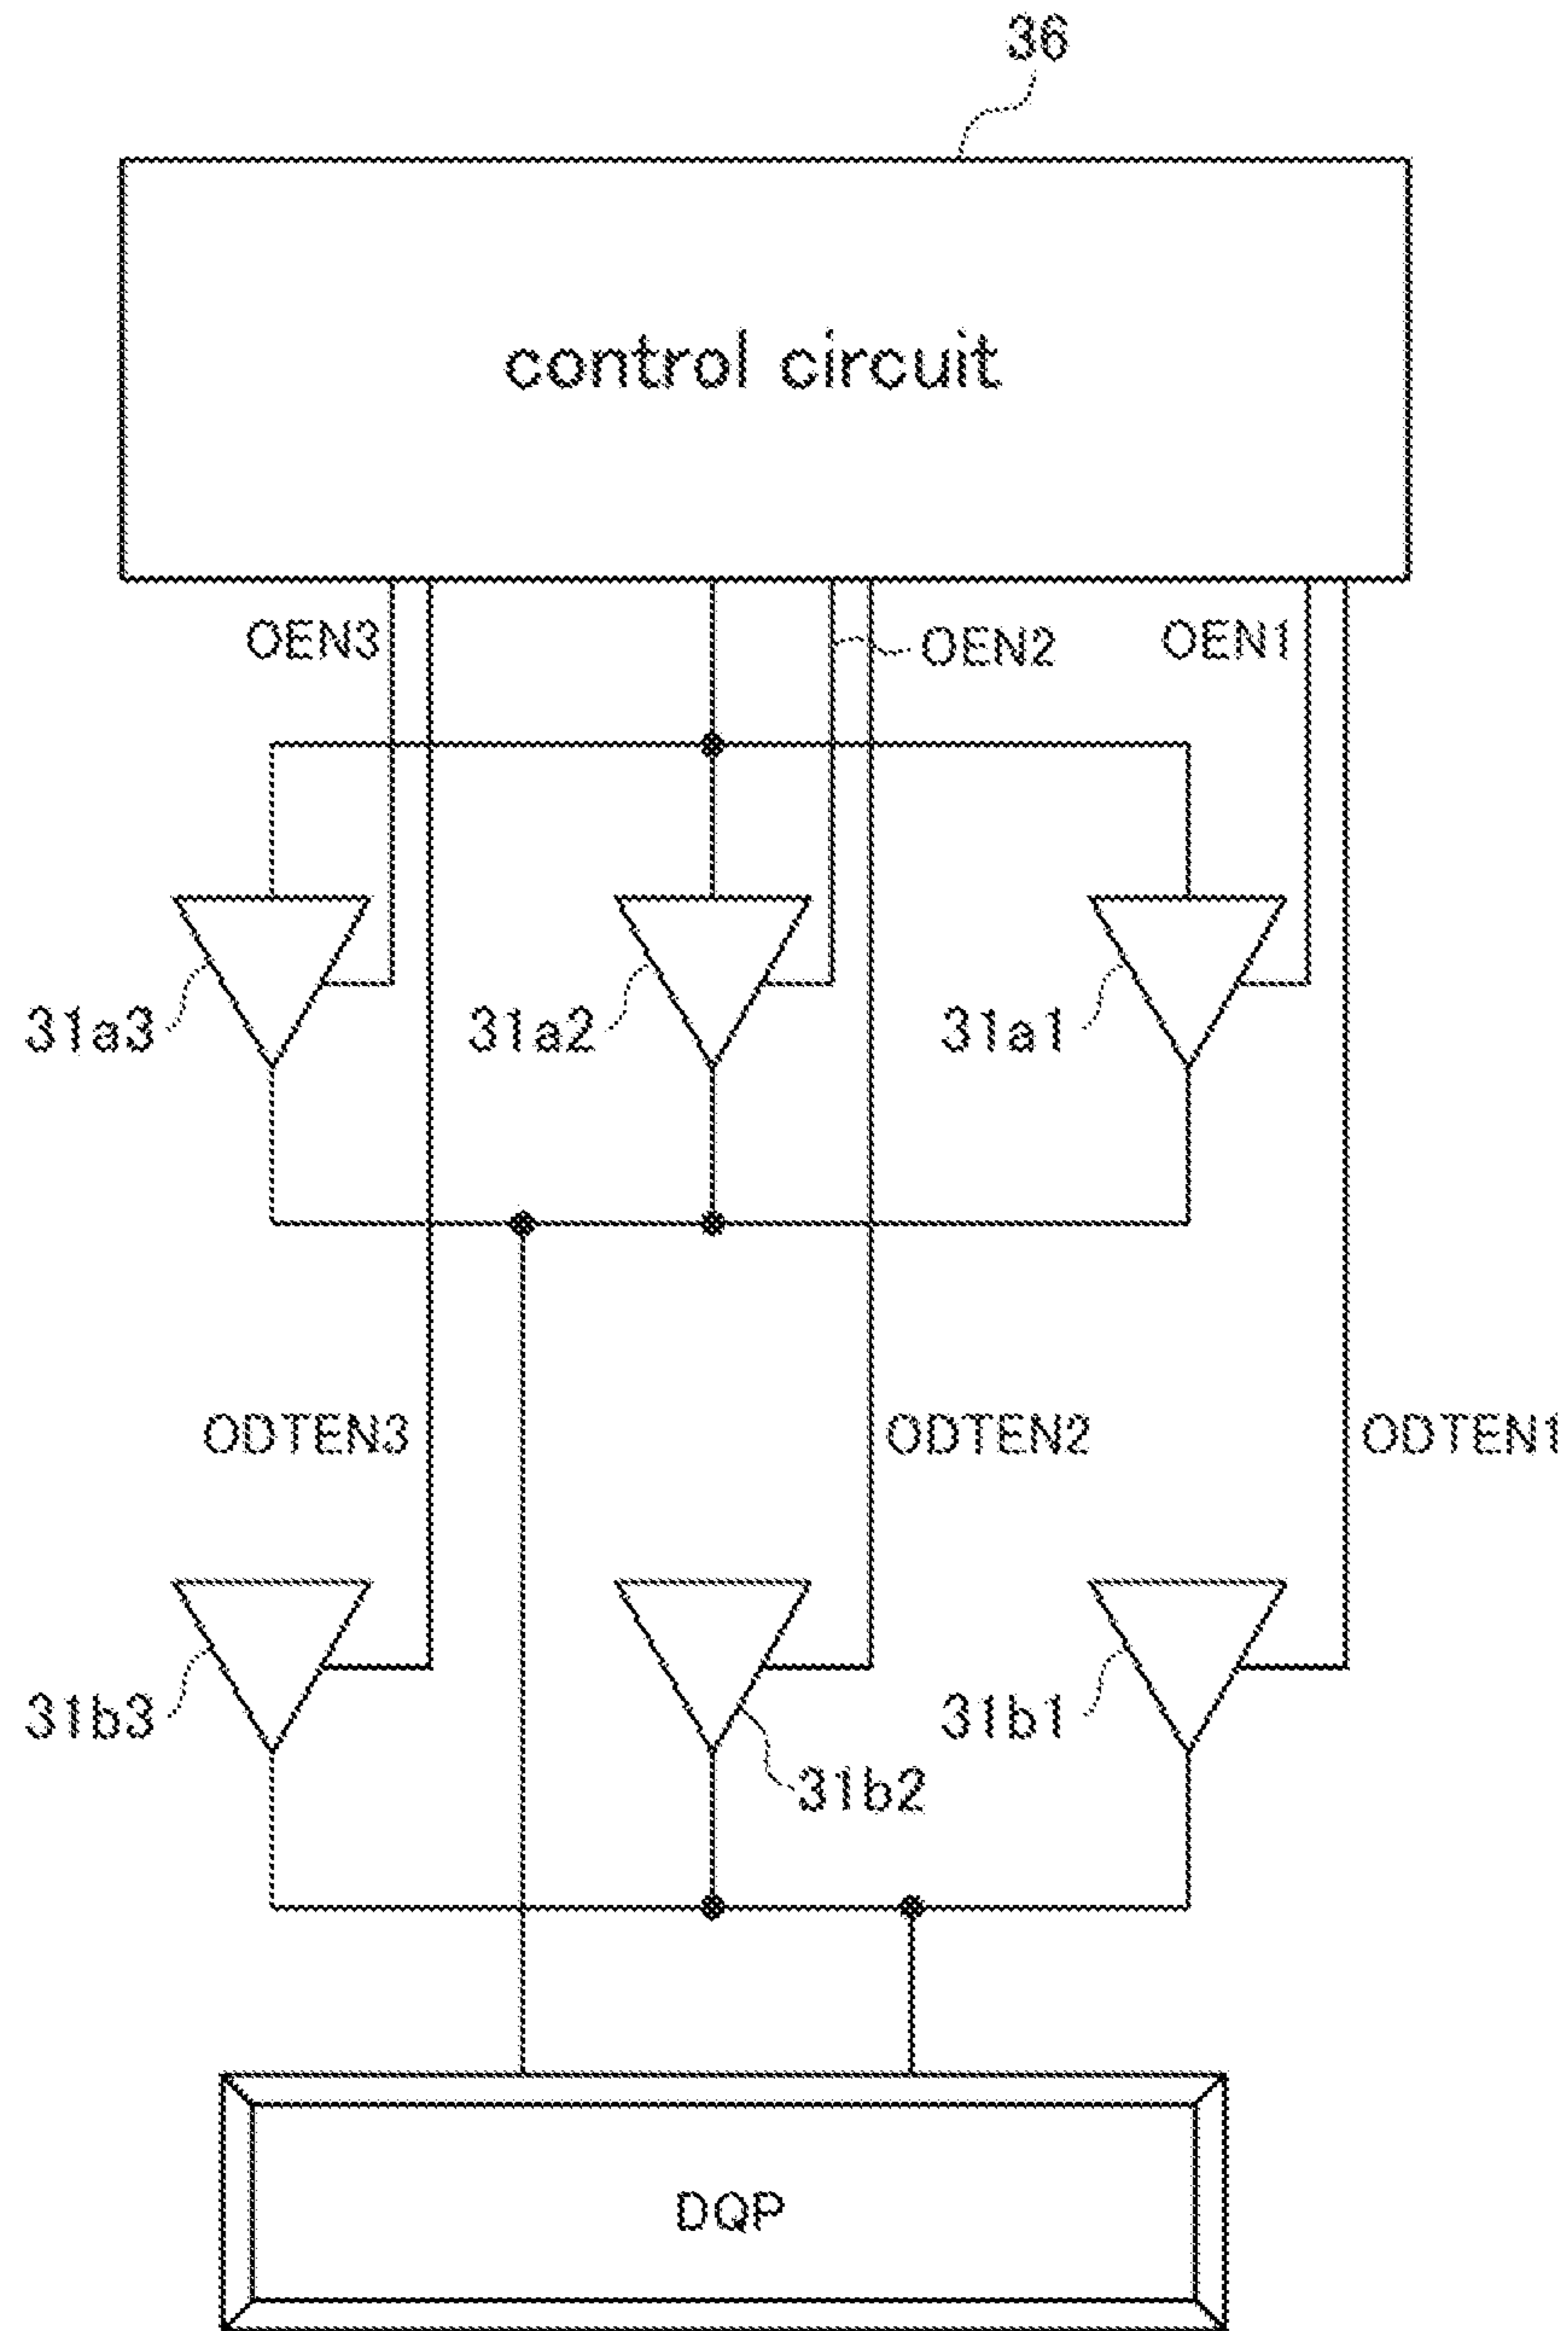 36
control circuit
OEN3
OEN2
OEN1
31a3
31a2
31a1
ODTEN3
ODTEN2
ODTEN1
31b3
31b2
31b1
DQP